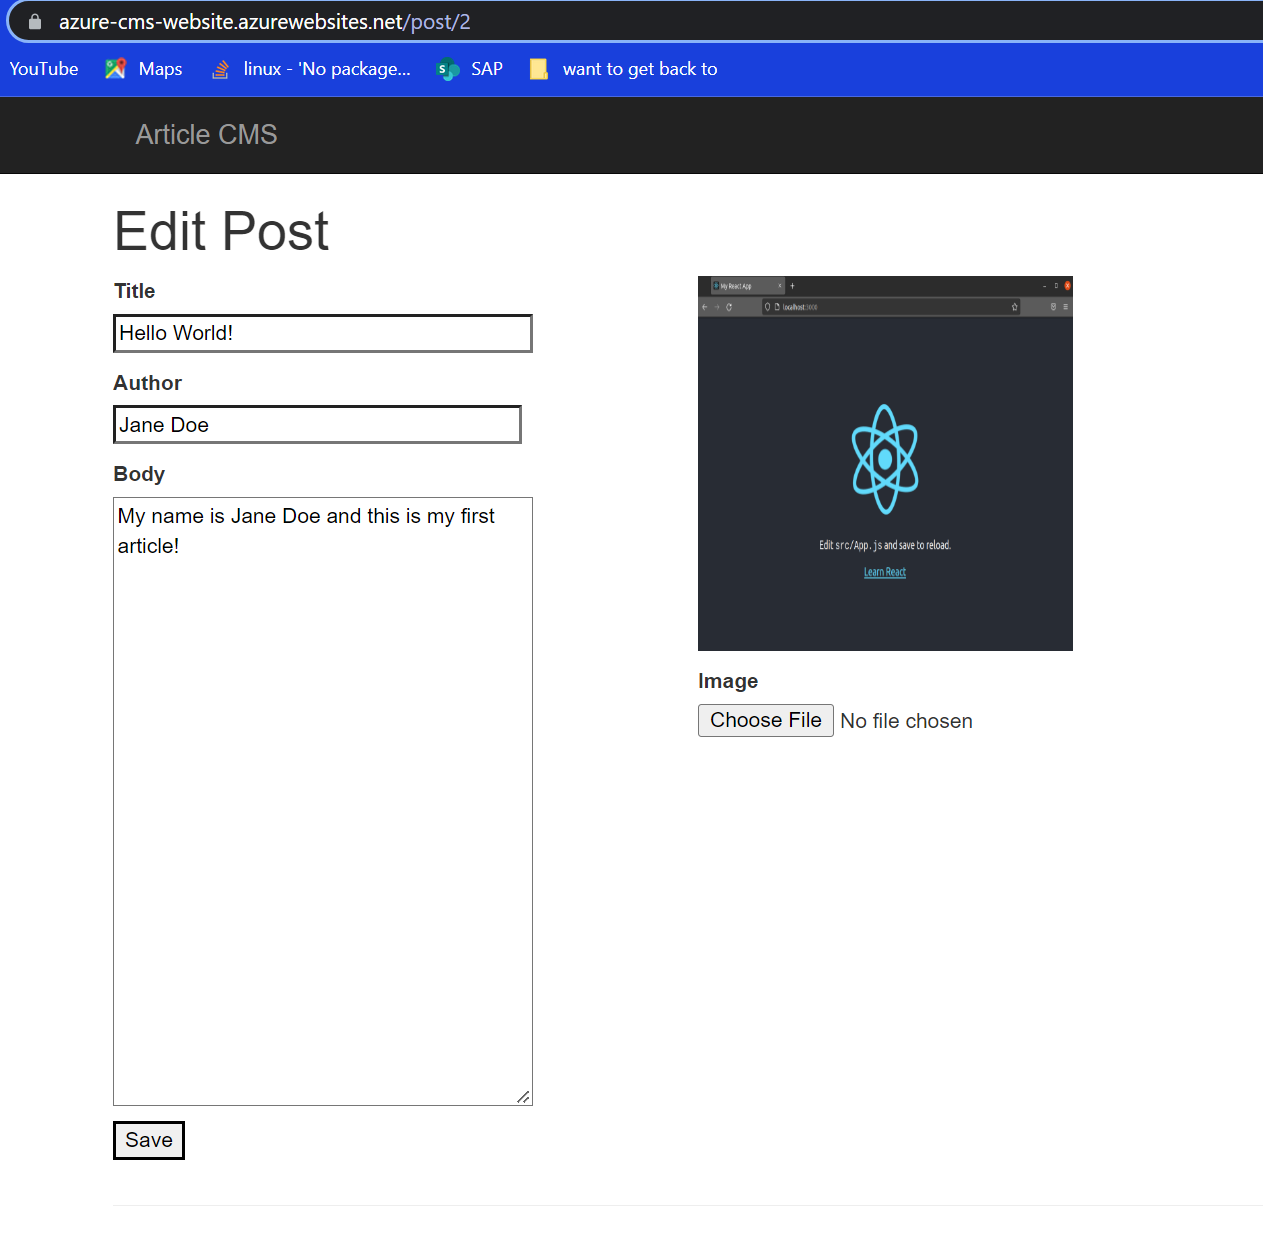 azure-cms-website.azurewebsites.net/post/2
YouTube Maps linux - 'No package... SAP want to get back to
Article CMS
Edit Post
Title
Hello World!
Author
Jane Doe
Body
My name is Jane Doe and this is my first
article!
Save
My React App
localhost:3000
Edit src/App.js and save to reload.
Learn React
Image
Choose File No file chosen